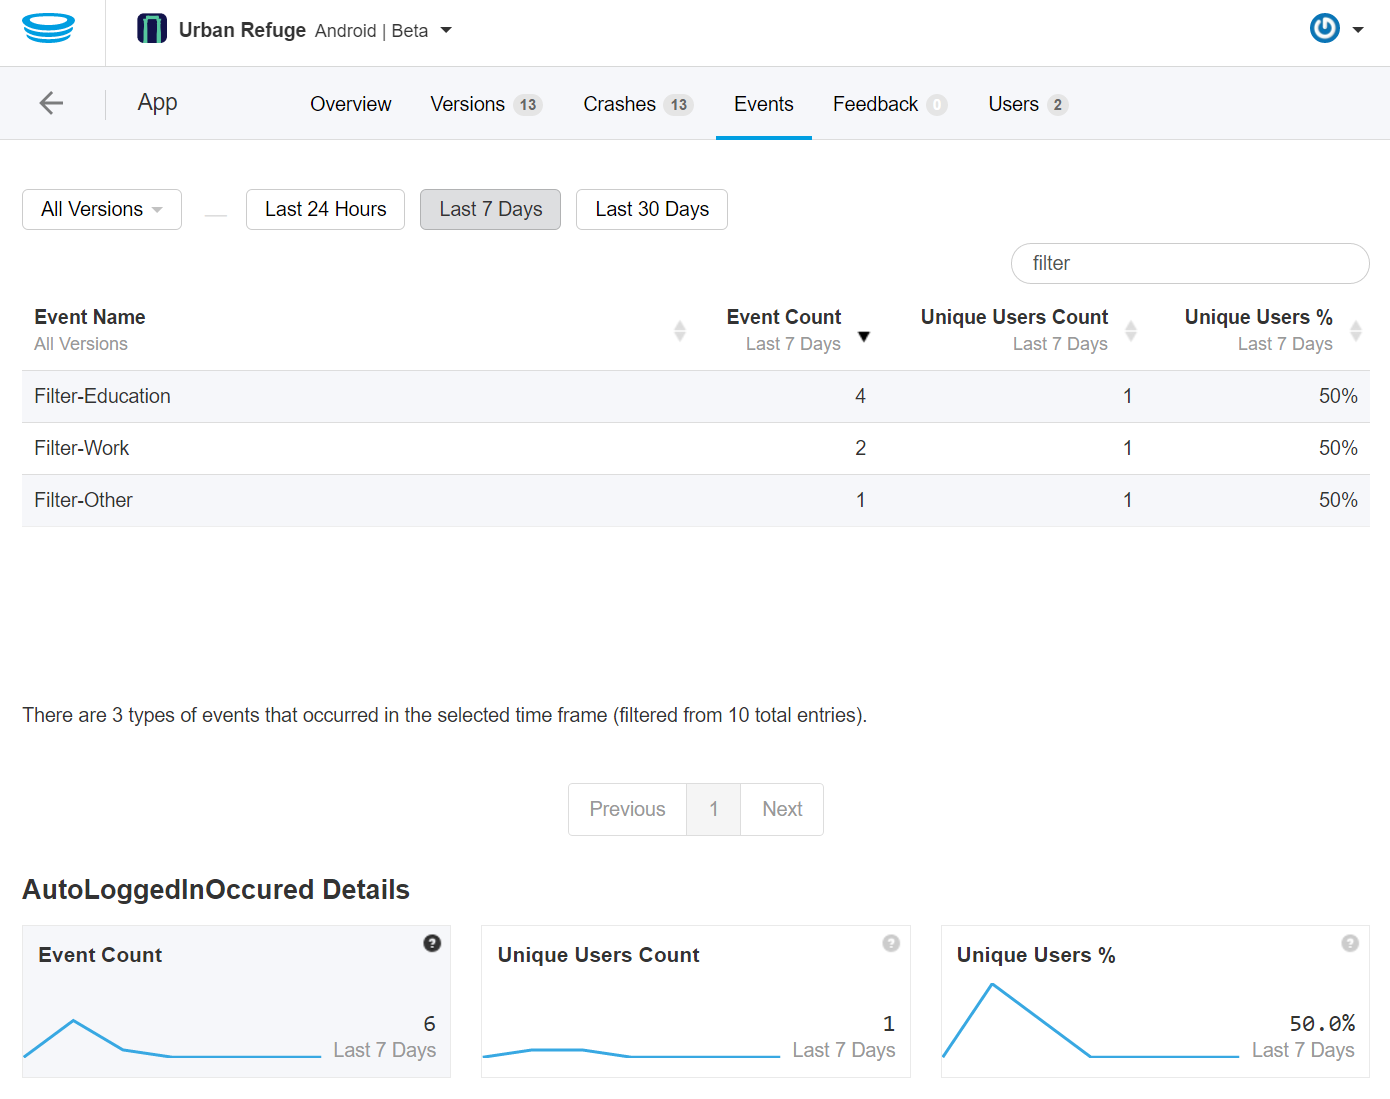 Urban Refuge Android | Beta
App Overview Versions 13 Crashes 13 Events Feedback 0 Users 2
All Versions Last 24 Hours Last 7 Days Last 30 Days
filter
Event Name Event Count Unique Users Count Unique Users %
All Versions Last 7 Days Last 7 Days Last 7 Days
Filter-Education 4 1 50%
Filter-Work 2 1 50%
Filter-Other 1 1 50%
There are 3 types of events that occurred in the selected time frame (filtered from 10 total entries).
Previous 1 Next
AutoLoggedInOccured Details
Event Count ? Unique Users Count ? Unique Users % ?
6 1 50.0%
Last 7 Days Last 7 Days Last 7 Days